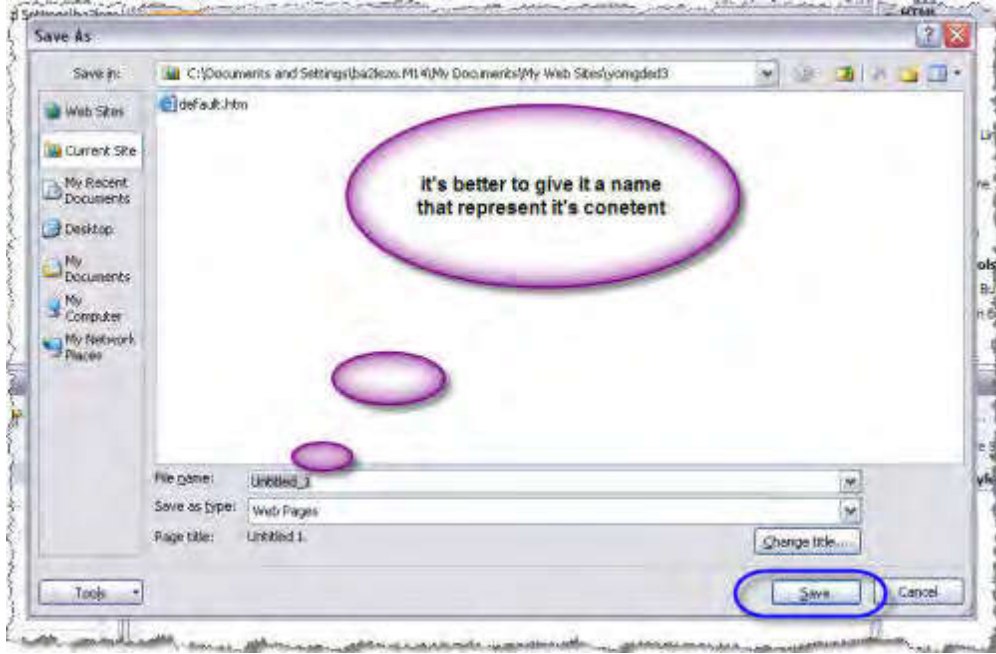 Save As
Save in:
C:\Documents and Settings\ba2lezo.M14\My Documents\My Web Sites\yomgded3
Web Sites
default.htm
Current Site
My Recent
Documents
Desktop
My
Documents
My
Computer
My Network
Places
it's better to give it a name
that represent it's conetent
File name:
Untitled_1
Save as type:
Web Pages
Page title:
Untitled 1.
Change title....
Tools
Save
Cancel